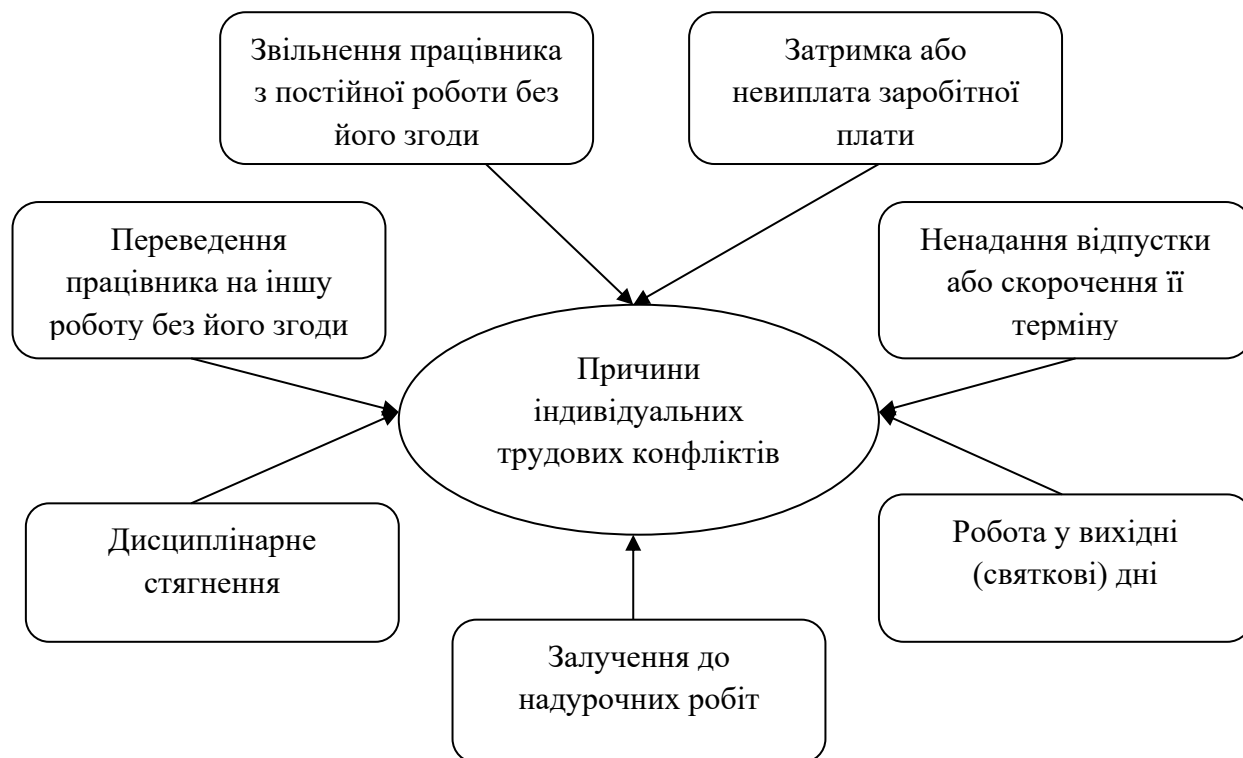 Звільнення працівника
з постійної роботи без
його згоди
Затримка або
невиплата заробітної
плати
Переведення
працівника на іншу
роботу без його згоди
Ненадання відпустки
або скорочення її
терміну
Причини
індивідуальних
трудових конфліктів
Дисциплінарне
стягнення
Робота у вихідні
(святкові) дні
Залучення до
надурочних робіт